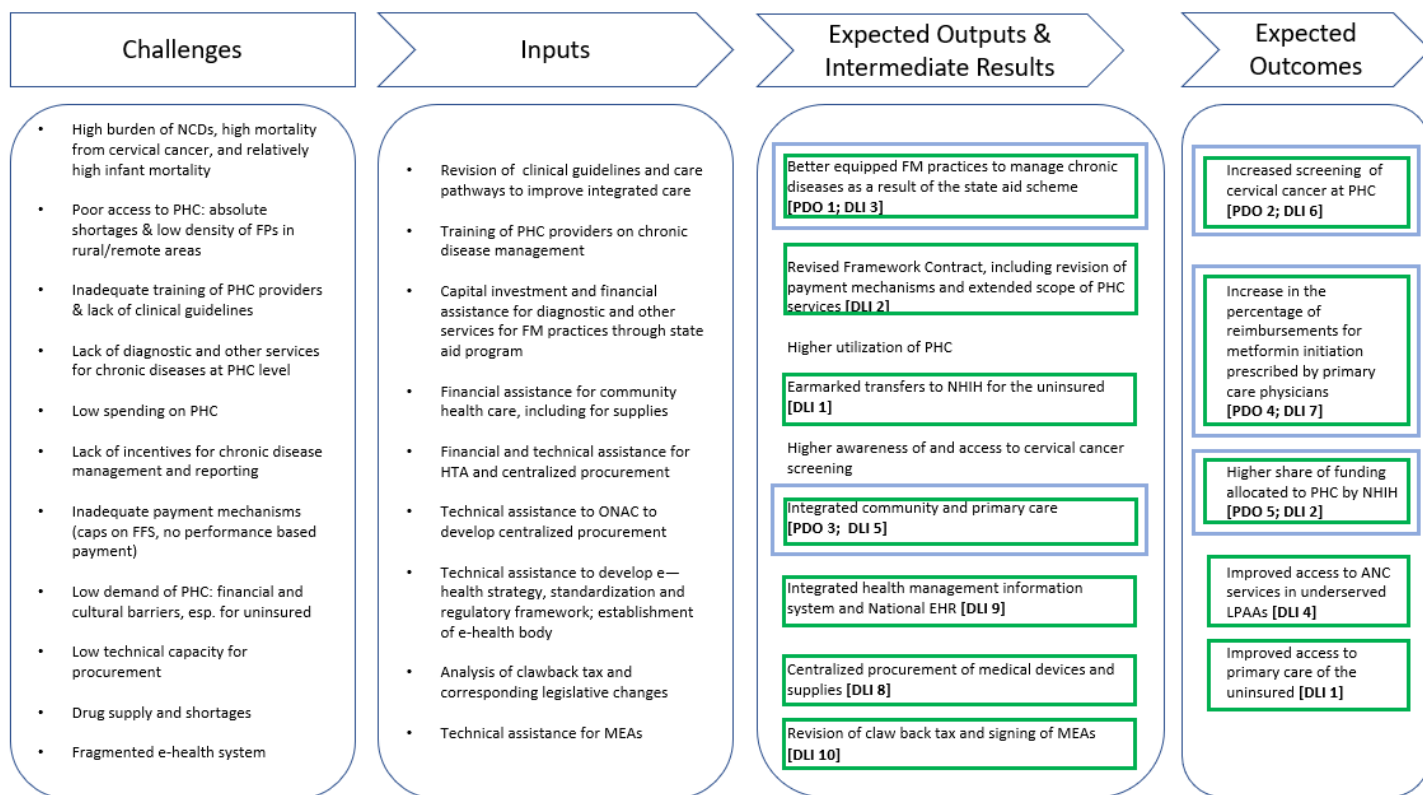 Challenges
Inputs
Expected Outputs &
Intermediate Results
Expected
Outcomes
• High burden of NCDs, high mortality
from cervical cancer, and relatively
high infant mortality
• Poor access to PHC: absolute
shortages & low density of FPs in
rural/remote areas
• Inadequate training of PHC providers
& lack of clinical guidelines
• Lack of diagnostic and other services
for chronic diseases at PHC level
• Low spending on PHC
• Lack of incentives for chronic disease
management and reporting
• Inadequate payment mechanisms
(caps on FFS, no performance based
payment)
• Low demand of PHC: financial and
cultural barriers, esp. for uninsured
• Low technical capacity for
procurement
• Drug supply and shortages
• Fragmented e-health system
• Revision of clinical guidelines and care
pathways to improve integrated care
• Training of PHC providers on chronic
disease management
• Capital investment and financial
assistance for diagnostic and other
services for FM practices through state
aid program
• Financial assistance for community
health care, including for supplies
• Financial and technical assistance for
HTA and centralized procurement
• Technical assistance to ONAC to
develop centralized procurement
• Technical assistance to develop e—
health strategy, standardization and
regulatory framework; establishment
of e-health body
• Analysis of clawback tax and
corresponding legislative changes
• Technical assistance for MEAs
Better equipped FM practices to manage chronic
diseases as a result of the state aid scheme
[PDO 1; DLI 3]
Revised Framework Contract, including revision of
payment mechanisms and extended scope of PHC
services [DLI 2]
Higher utilization of PHC
Earmarked transfers to NHIH for the uninsured
[DLI 1]
Higher awareness of and access to cervical cancer
screening
Integrated community and primary care
[PDO 3; DLI 5]
Integrated health management information
system and National EHR [DLI 9]
Centralized procurement of medical devices and
supplies [DLI 8]
Revision of claw back tax and signing of MEAs
[DLI 10]
Increased screening of
cervical cancer at PHC
[PDO 2; DLI 6]
Increase in the
percentage of
reimbursements for
metformin initiation
prescribed by primary
care physicians
[PDO 4; DLI 7]
Higher share of funding
allocated to PHC by NHIH
[PDO 5; DLI 2]
Improved access to ANC
services in underserved
LPAAs [DLI 4]
Improved access to
primary care of the
uninsured [DLI 1]